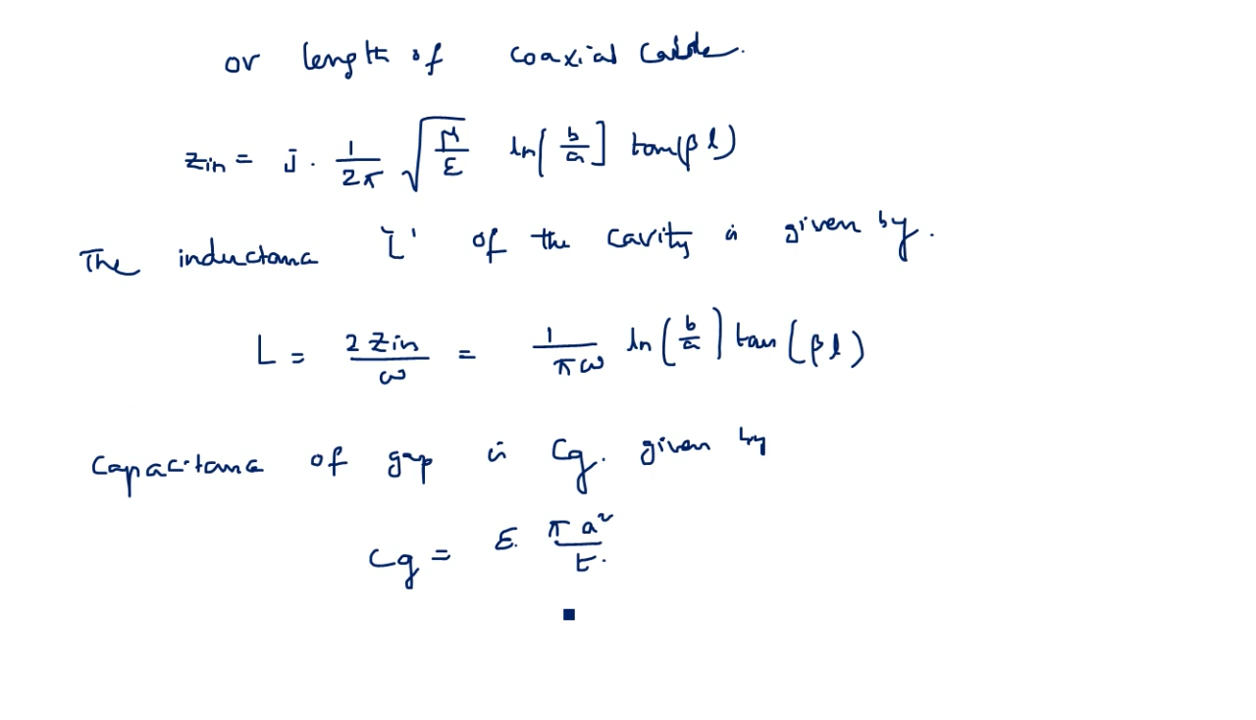 or length of coaxial cable.
Zin = j · 1/2π √(μ/ε) ln[b/a] tan(βl)
The inductance 'L' of the cavity is given by.
L = 2 Zin/ω = 1/πω ln[b/a] tan(βl)
Capacitance of gap is Cg. given by
Cg = ε. πa²/t.